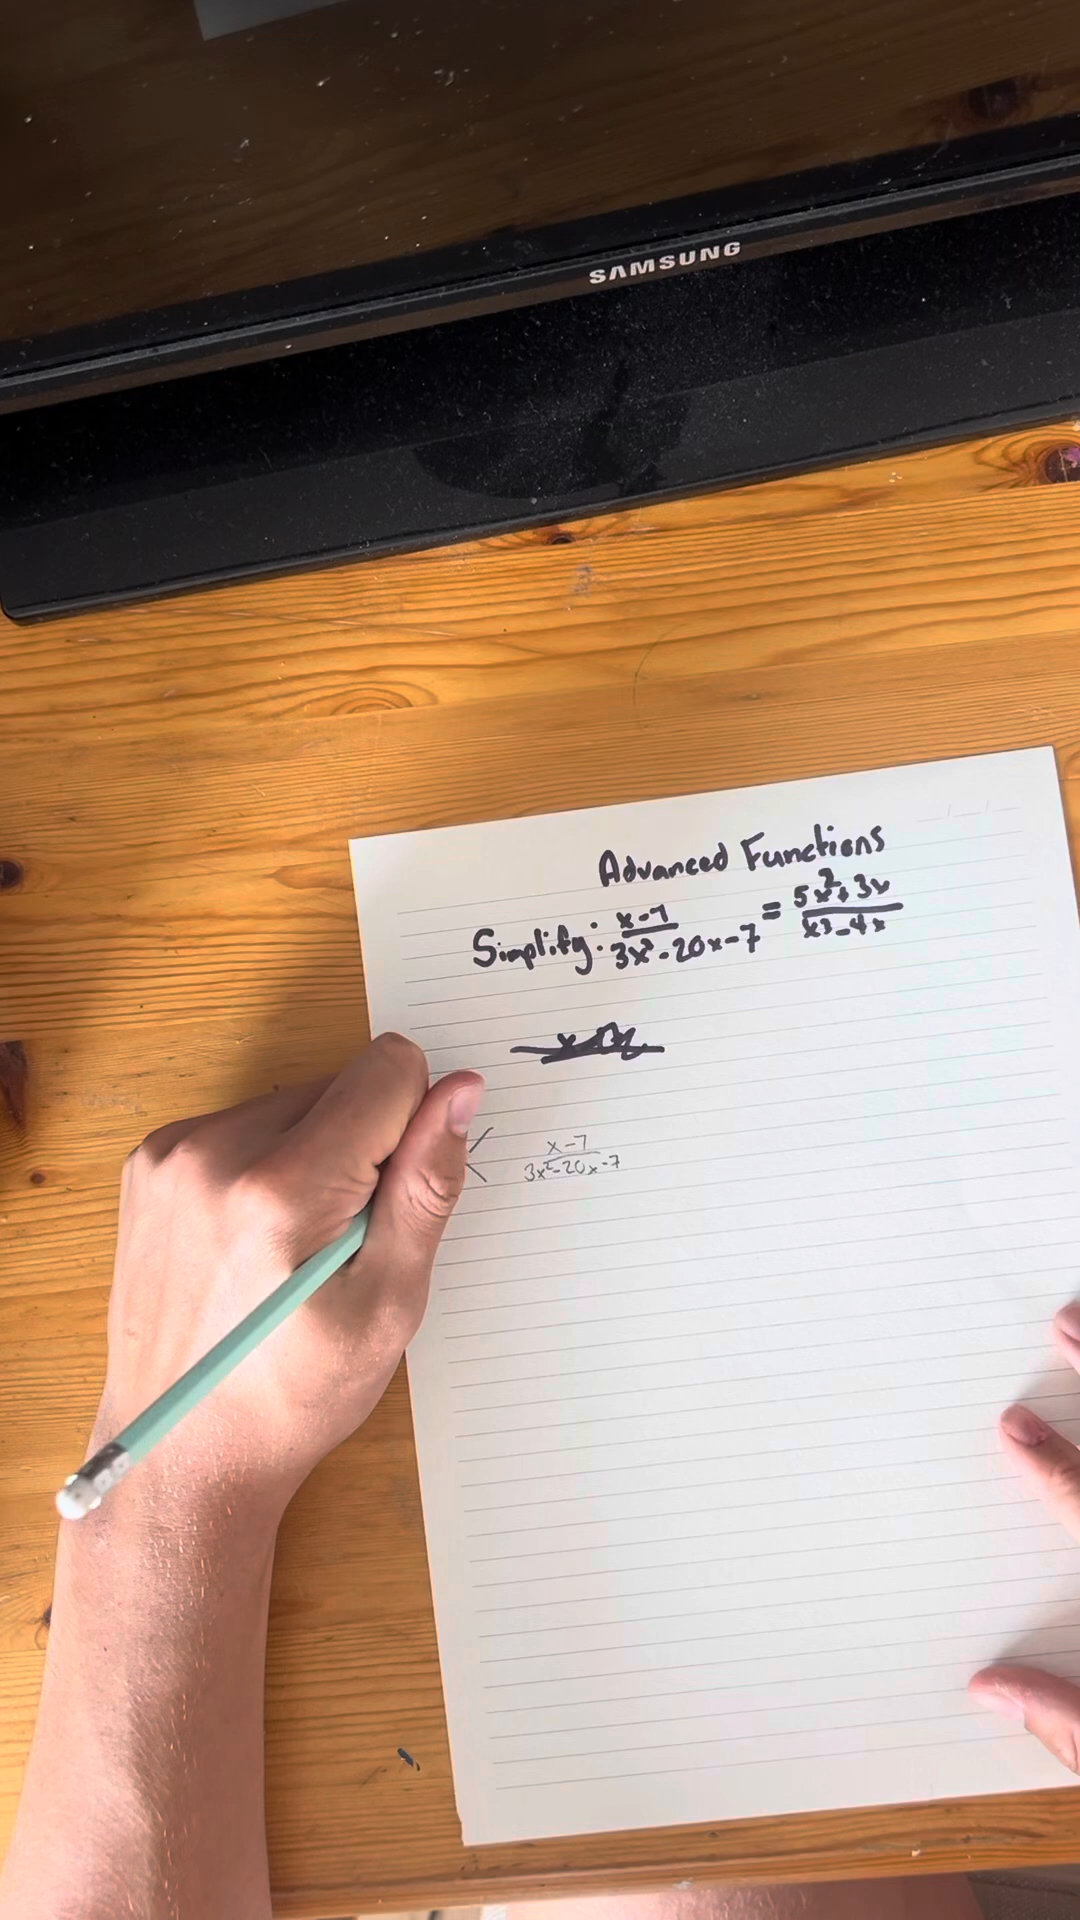 SAMSUNG
Advanced Functions
Simplify: x-7/3x²-20x-7 = 5x²+3x/x³-4x
x-7
3x²-20x-7